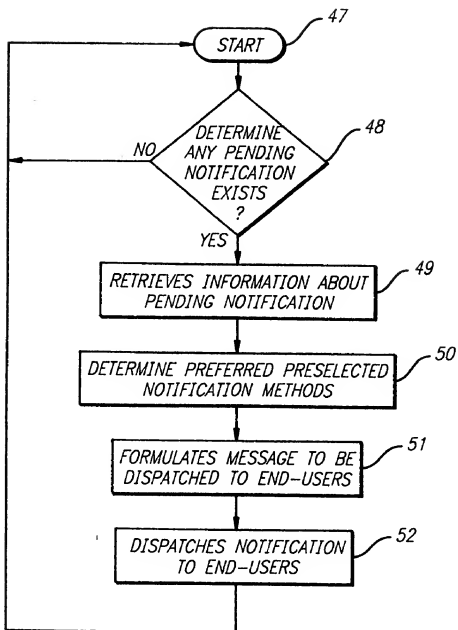 47
START
48
DETERMINE
ANY PENDING
NOTIFICATION
EXISTS
?
NO
YES
49
RETRIEVES INFORMATION ABOUT
PENDING NOTIFICATION
50
DETERMINE PREFERRED PRESELECTED
NOTIFICATION METHODS
51
FORMULATES MESSAGE TO BE
DISPATCHED TO END-USERS
52
DISPATCHES NOTIFICATION
TO END-USERS